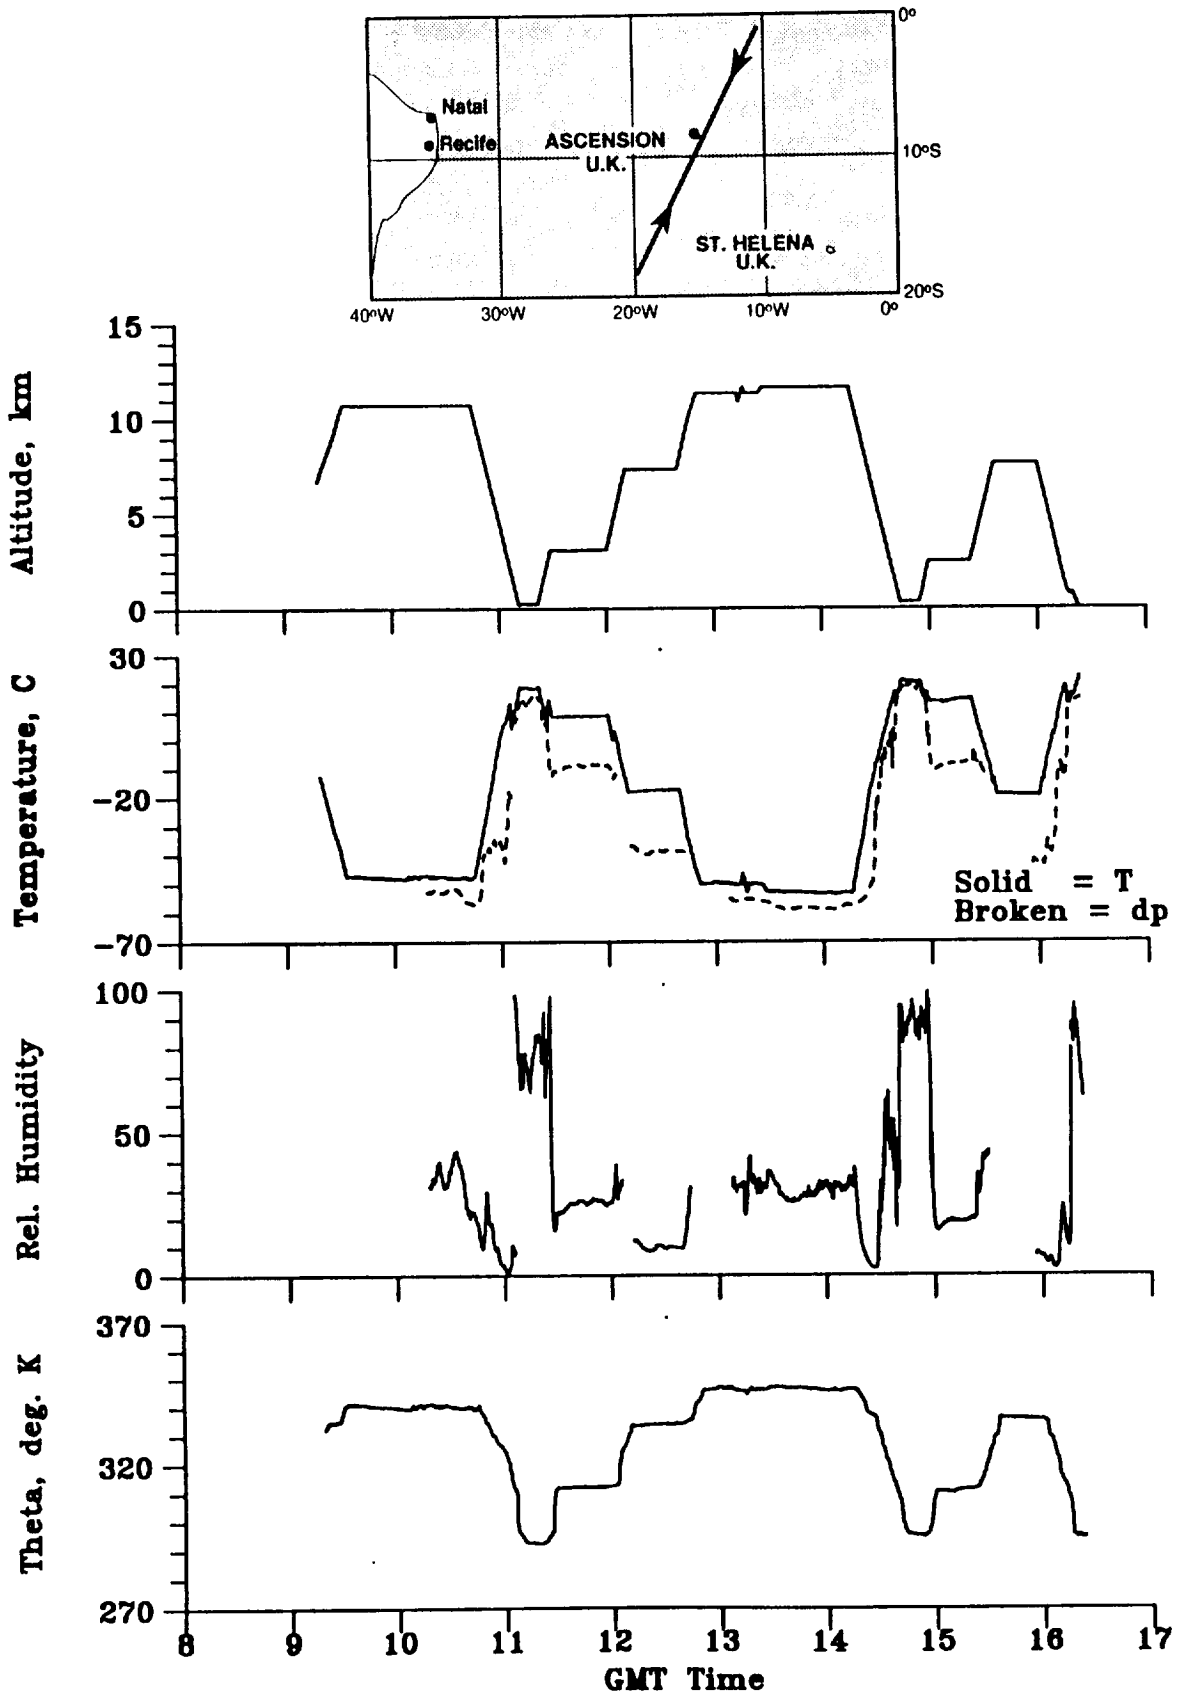 0°
Natal
Recife
ASCENSION
U.K.
10°S
ST. HELENA
U.K.
20°S
40°W 30°W 20°W 10°W 0°
15
10
5
0
Altitude, km
30
-20
-70
Temperature, C
Solid = T
Broken = dp
100
50
0
Rel. Humidity
370
320
270
Theta, deg. K
8 9 10 11 12 13 14 15 16 17
GMT Time